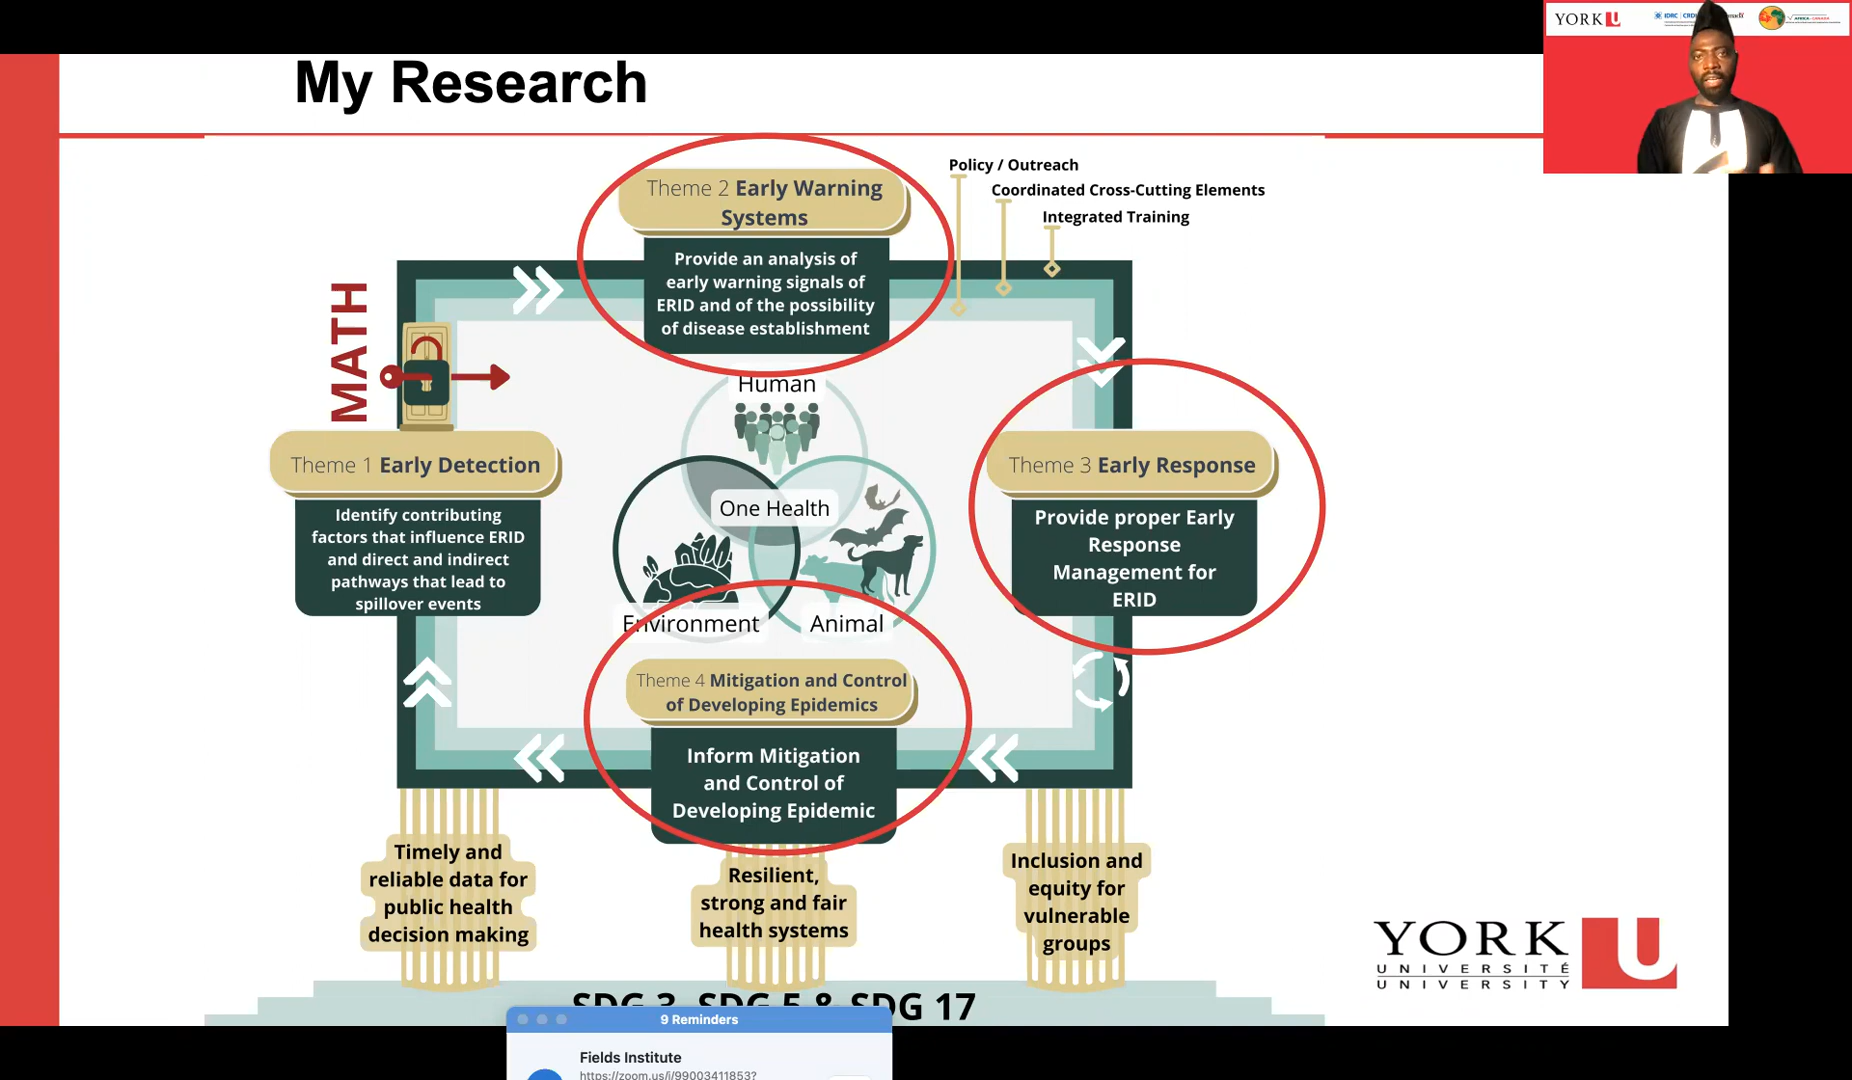 My Research
YORK U
IDRC | CRDI
Policy / Outreach
Coordinated Cross-Cutting Elements
Integrated Training
Theme 2 Early Warning
Systems
Provide an analysis of
early warning signals of
ERID and of the possibility
of disease establishment
MATH
Human
Theme 1 Early Detection
Identify contributing
factors that influence ERID
and direct and indirect
pathways that lead to
spillover events
One Health
Environment
Animal
Theme 3 Early Response
Provide proper Early
Response
Management for
ERID
Theme 4 Mitigation and Control
of Developing Epidemics
Inform Mitigation
and Control of
Developing Epidemic
Timely and
reliable data for
public health
decision making
Resilient,
strong and fair
health systems
Inclusion and
equity for
vulnerable
groups
YORK U
UNIVERSITÉ
UNIVERSITY
SDG 3, SDG 5 & SDG 17
9 Reminders
Fields Institute
https://zoom.us/j/99003411853?